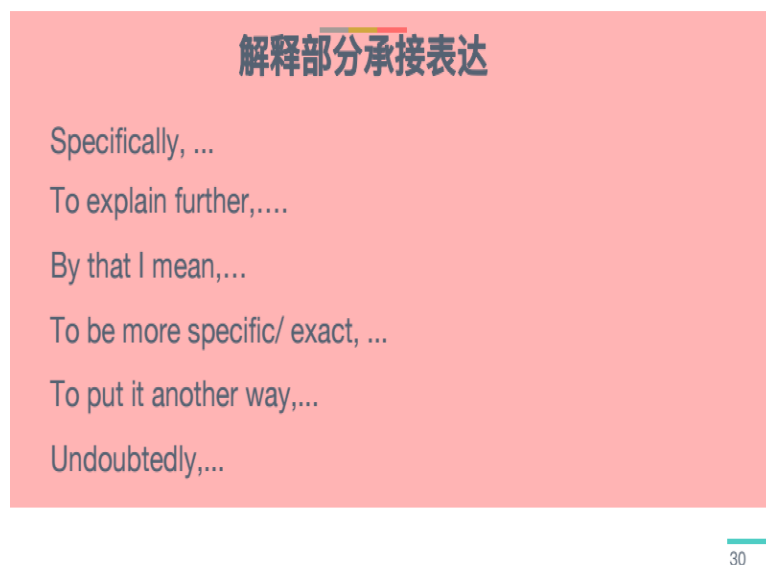 解释部分承接表达
Specifically, ...
To explain further,....
By that I mean,...
To be more specific/ exact, ...
To put it another way,...
Undoubtedly,...
30